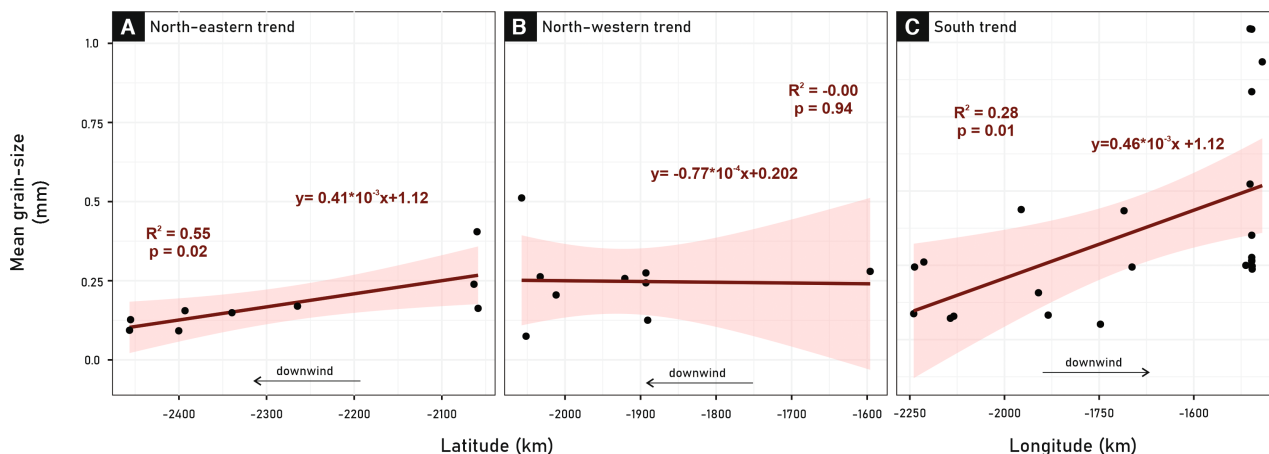 A North-eastern trend
B North-western trend
C South trend
Mean grain-size
(mm)
1.0
0.75
0.5
0.25
0.0
R² = 0.55
p = 0.02
y= 0.41*10⁻³x+1.12
downwind
-2400
-2300
-2200
-2100
R² = -0.00
p = 0.94
y= -0.77*10⁻⁴x+0.202
downwind
-2000
-1900
-1800
-1700
-1600
R² = 0.28
p = 0.01
y=0.46*10⁻³x +1.12
downwind
-2250
-2000
-1750
-1600
Latitude (km)
Longitude (km)